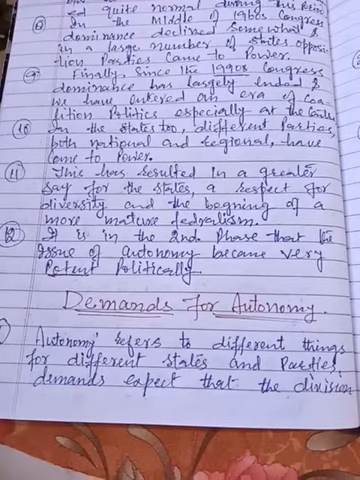 is quite normal during this
⑧ In the Middle of 1960s Congress
dominance declined somewhat &
in a large number of states opposi-
tion Parties Came to Power.
⑨ Finally, Since the 1990s Congress
dominance has largely ended &
we have entered an era of coa-
lition Politics especially at the Centre
⑩ In the states too, different Parties,
both national and regional, have
Come to Power.
⑪ This has resulted in a greater
say for the states, a respect for
diversity and the begning of a
more mature federalism.
⑫ It is in the 2nd Phase that the
issue of autonomy became very
Potent Politically.
Demands for Autonomy.
Autonomy refers to different things
for different states and Parties.
demands expect that the division